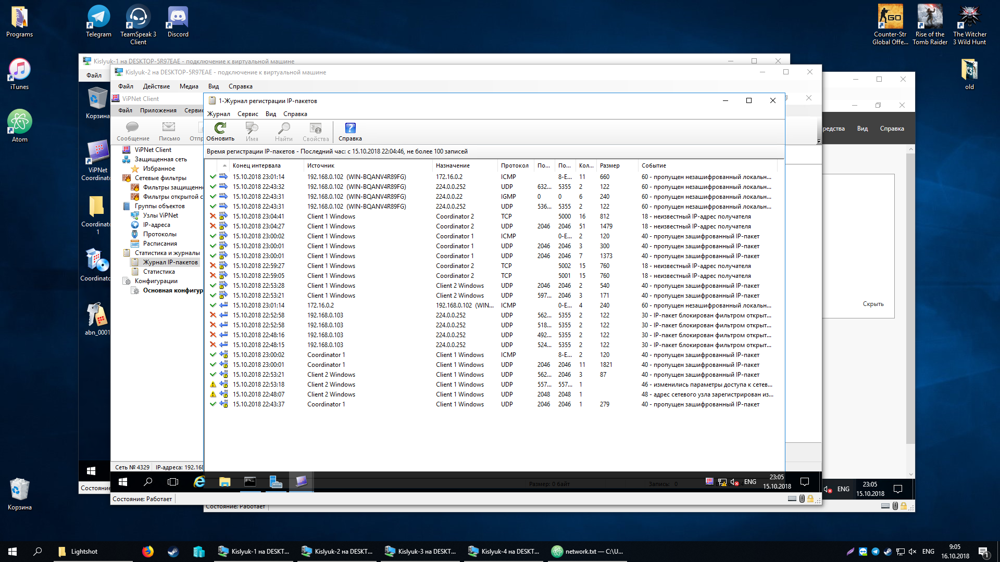 Programs
Telegram
TeamSpeak 3
Client
Discord
Counter-Str
Global Offe...
Rise of the
Tomb Raider
The Witcher
3 Wild Hunt
iTunes
old
Atom
Корзина
Kislyuk-1 на DESKTOP-5R97EAE - подключение к виртуальной машине
Файл
Корзина
ViPNet
Coordinato
Coordinato
1
Coordinato
abn_0001
Состояние
Kislyuk-2 на DESKTOP-5R97EAE - подключение к виртуальной машине
Файл Действие Медиа Вид Справка
ViPNet Client
Файл Приложения Сервис
Сообщение Письмо Отпр
ViPNet Client
Защищенная сеть
Избранное
Сетевые фильтры
Фильтры защищенн
Фильтры открытой с
Группы объектов
Узлы ViPNet
IP-адреса
Протоколы
Расписания
Статистика и журналы
Журнал IP-пакетов
Статистика
Конфигурации
Основная конфигур
Сеть № 4329 IP-адреса: 192.168
1-Журнал регистрации IP-пакетов
Журнал Сервис Вид Справка
Обновить Имя Найти Свойства Справка
Время регистрации IP-пакетов - Последний час: с 15.10.2018 22:04:46, не более 100 записей
Конец интервала Источник Назначение Протокол По... По... Кол... Размер Событие
15.10.2018 23:01:14 192.168.0.102 (WIN-BQANV4R89FG) 172.16.0.2 ICMP 8-E... 11 660 60 - пропущен незашифрованный локальн...
15.10.2018 22:43:32 192.168.0.102 (WIN-BQANV4R89FG) 224.0.0.252 UDP 632... 5355 2 122 60 - пропущен незашифрованный локальн...
15.10.2018 22:43:31 192.168.0.102 (WIN-BQANV4R89FG) 224.0.0.22 IGMP 0 0 6 240 60 - пропущен незашифрованный локальн...
15.10.2018 22:43:31 192.168.0.102 (WIN-BQANV4R89FG) 224.0.0.252 UDP 536... 5355 2 122 60 - пропущен незашифрованный локальн...
15.10.2018 23:04:41 Client 1 Windows Coordinator 2 TCP 5000 16 812 18 - неизвестный IP-адрес получателя
15.10.2018 23:04:27 Client 1 Windows Coordinator 2 UDP 2046 2046 51 1479 18 - неизвестный IP-адрес получателя
15.10.2018 23:00:02 Client 1 Windows Coordinator 1 ICMP 0-E... 2 120 40 - пропущен зашифрованный IP-пакет
15.10.2018 23:00:01 Client 1 Windows Coordinator 1 UDP 2046 2046 3 300 40 - пропущен зашифрованный IP-пакет
15.10.2018 23:00:01 Client 1 Windows Coordinator 1 UDP 2046 2046 7 1373 40 - пропущен зашифрованный IP-пакет
15.10.2018 22:59:27 Client 1 Windows Coordinator 2 TCP 5002 15 760 18 - неизвестный IP-адрес получателя
15.10.2018 22:59:05 Client 1 Windows Coordinator 2 TCP 5001 15 760 18 - неизвестный IP-адрес получателя
15.10.2018 22:53:28 Client 1 Windows Client 2 Windows UDP 2046 2046 2 540 40 - пропущен зашифрованный IP-пакет
15.10.2018 22:53:21 Client 1 Windows Client 2 Windows UDP 597... 2046 3 171 40 - пропущен зашифрованный IP-пакет
15.10.2018 23:01:14 172.16.0.2 192.168.0.102 (WIN... ICMP 0-E... 4 240 60 - пропущен незашифрованный локальн...
15.10.2018 22:52:58 192.168.0.103 224.0.0.252 UDP 562... 5355 2 122 30 - IP-пакет блокирован фильтром открыт...
15.10.2018 22:52:58 192.168.0.103 224.0.0.252 UDP 518... 5355 2 122 30 - IP-пакет блокирован фильтром открыт...
15.10.2018 22:48:16 192.168.0.103 224.0.0.252 UDP 492... 5355 2 122 30 - IP-пакет блокирован фильтром открыт...
15.10.2018 22:48:15 192.168.0.103 224.0.0.252 UDP 524... 5355 2 122 30 - IP-пакет блокирован фильтром открыт...
15.10.2018 23:00:02 Coordinator 1 Client 1 Windows ICMP 8-E... 2 120 40 - пропущен зашифрованный IP-пакет
15.10.2018 23:00:01 Coordinator 1 Client 1 Windows UDP 2046 2046 11 1821 40 - пропущен зашифрованный IP-пакет
15.10.2018 22:53:21 Client 2 Windows Client 1 Windows UDP 562... 2046 3 87 40 - пропущен зашифрованный IP-пакет
15.10.2018 22:53:18 Client 2 Windows Client 1 Windows UDP 557... 557... 1 46 - изменились параметры доступа к сетев...
15.10.2018 22:48:07 Client 2 Windows Client 1 Windows UDP 2048 2048 1 48 - адрес сетевого узла зарегистрирован из...
15.10.2018 22:43:37 Coordinator 1 Client 1 Windows UDP 2046 2046 1 279 40 - пропущен зашифрованный IP-пакет
Размер: 0 байт Запись: 0
ENG 23:05
15.10.2018
Состояние: Работает
редства Вид Справка
Скрыть
ENG 23:05
15.10.2018
Состояние: Работает
Lightshot
Kislyuk-1 на DESKT...
Kislyuk-2 на DESKT...
Kislyuk-3 на DESKT...
Kislyuk-4 на DESKT...
network.txt — C:\U...
ENG 9:05
16.10.2018
1